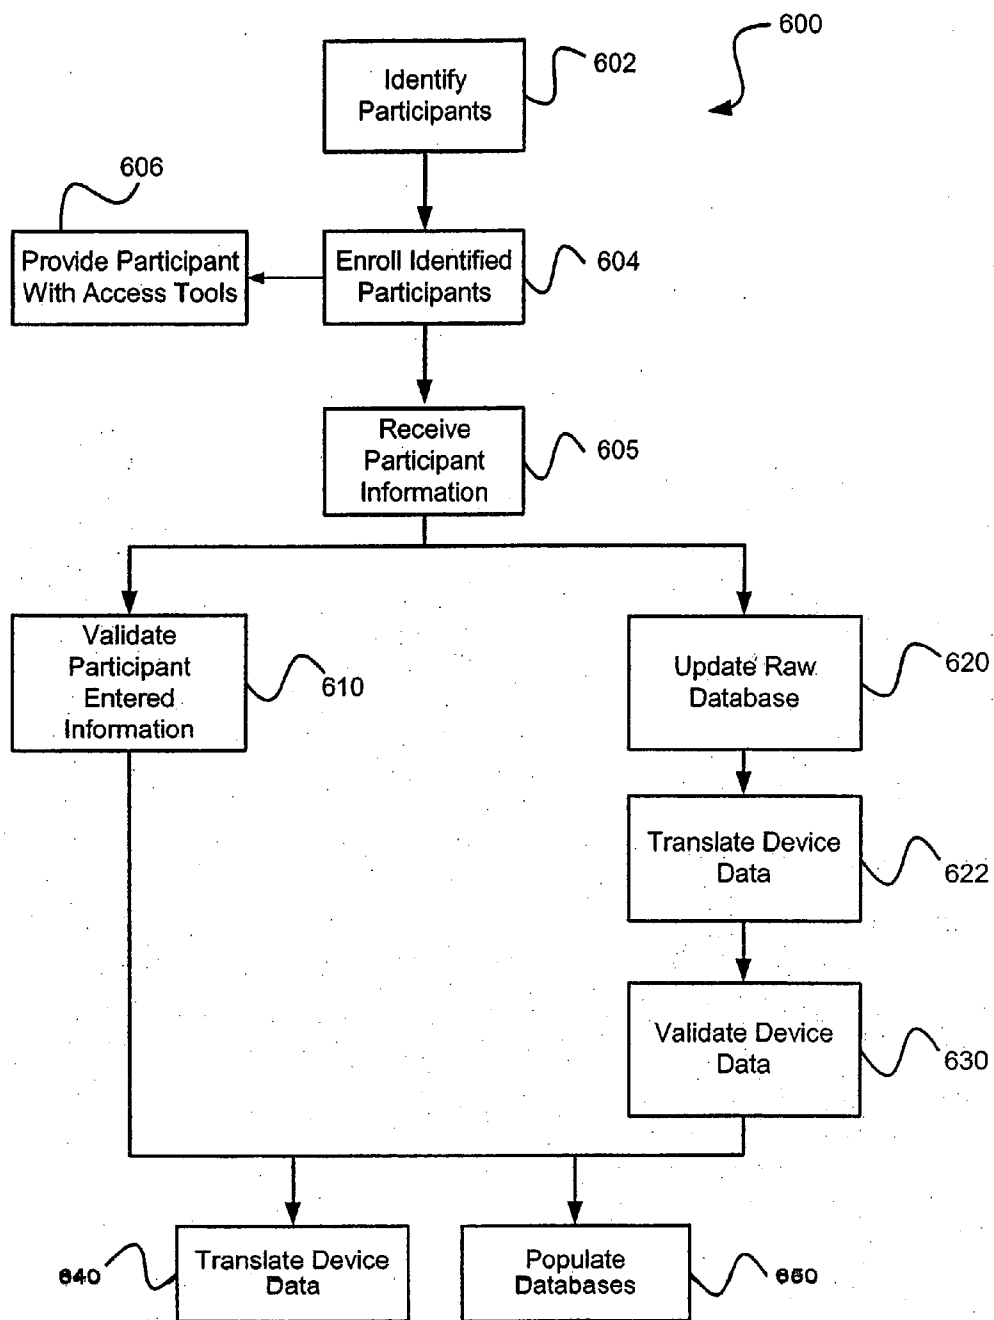 600
Identify
Participants
602
606
Provide Participant
With Access Tools
Enroll Identified
Participants
604
Receive
Participant
Information
605
Validate
Participant
Entered
Information
610
Update Raw
Database
620
Translate Device
Data
622
Validate Device
Data
630
640
Translate Device
Data
Populate
Databases
650